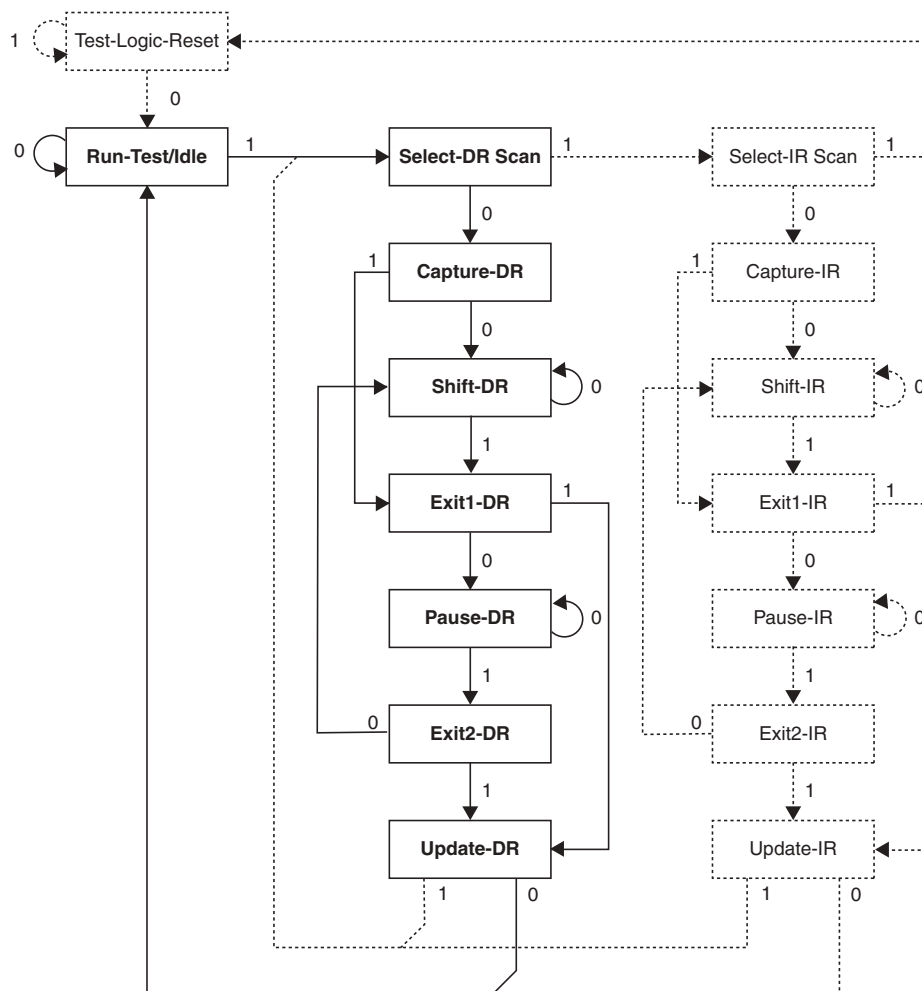 1
Test-Logic-Reset
0
0
Run-Test/Idle
1
Select-DR Scan
1
Select-IR Scan
1
0
0
1
Capture-DR
1
Capture-IR
0
0
Shift-DR
0
Shift-IR
0
1
1
Exit1-DR
1
Exit1-IR
1
0
0
Pause-DR
0
Pause-IR
0
1
1
0
Exit2-DR
0
Exit2-IR
1
1
Update-DR
Update-IR
1
0
1
0